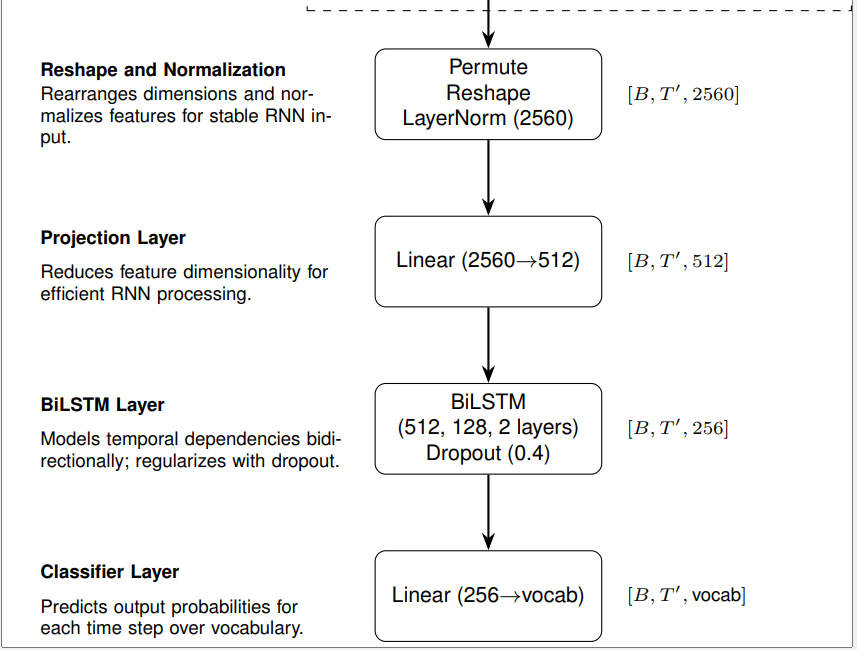 Reshape and Normalization
Rearranges dimensions and nor-
malizes features for stable RNN in-
put.
Permute
Reshape
LayerNorm (2560)
[B, T′, 2560]
Projection Layer
Reduces feature dimensionality for
efficient RNN processing.
Linear (2560→512)
[B, T′, 512]
BiLSTM Layer
Models temporal dependencies bidi-
rectionally; regularizes with dropout.
BiLSTM
(512, 128, 2 layers)
Dropout (0.4)
[B, T′, 256]
Classifier Layer
Predicts output probabilities for
each time step over vocabulary.
Linear (256→vocab)
[B, T′, vocab]